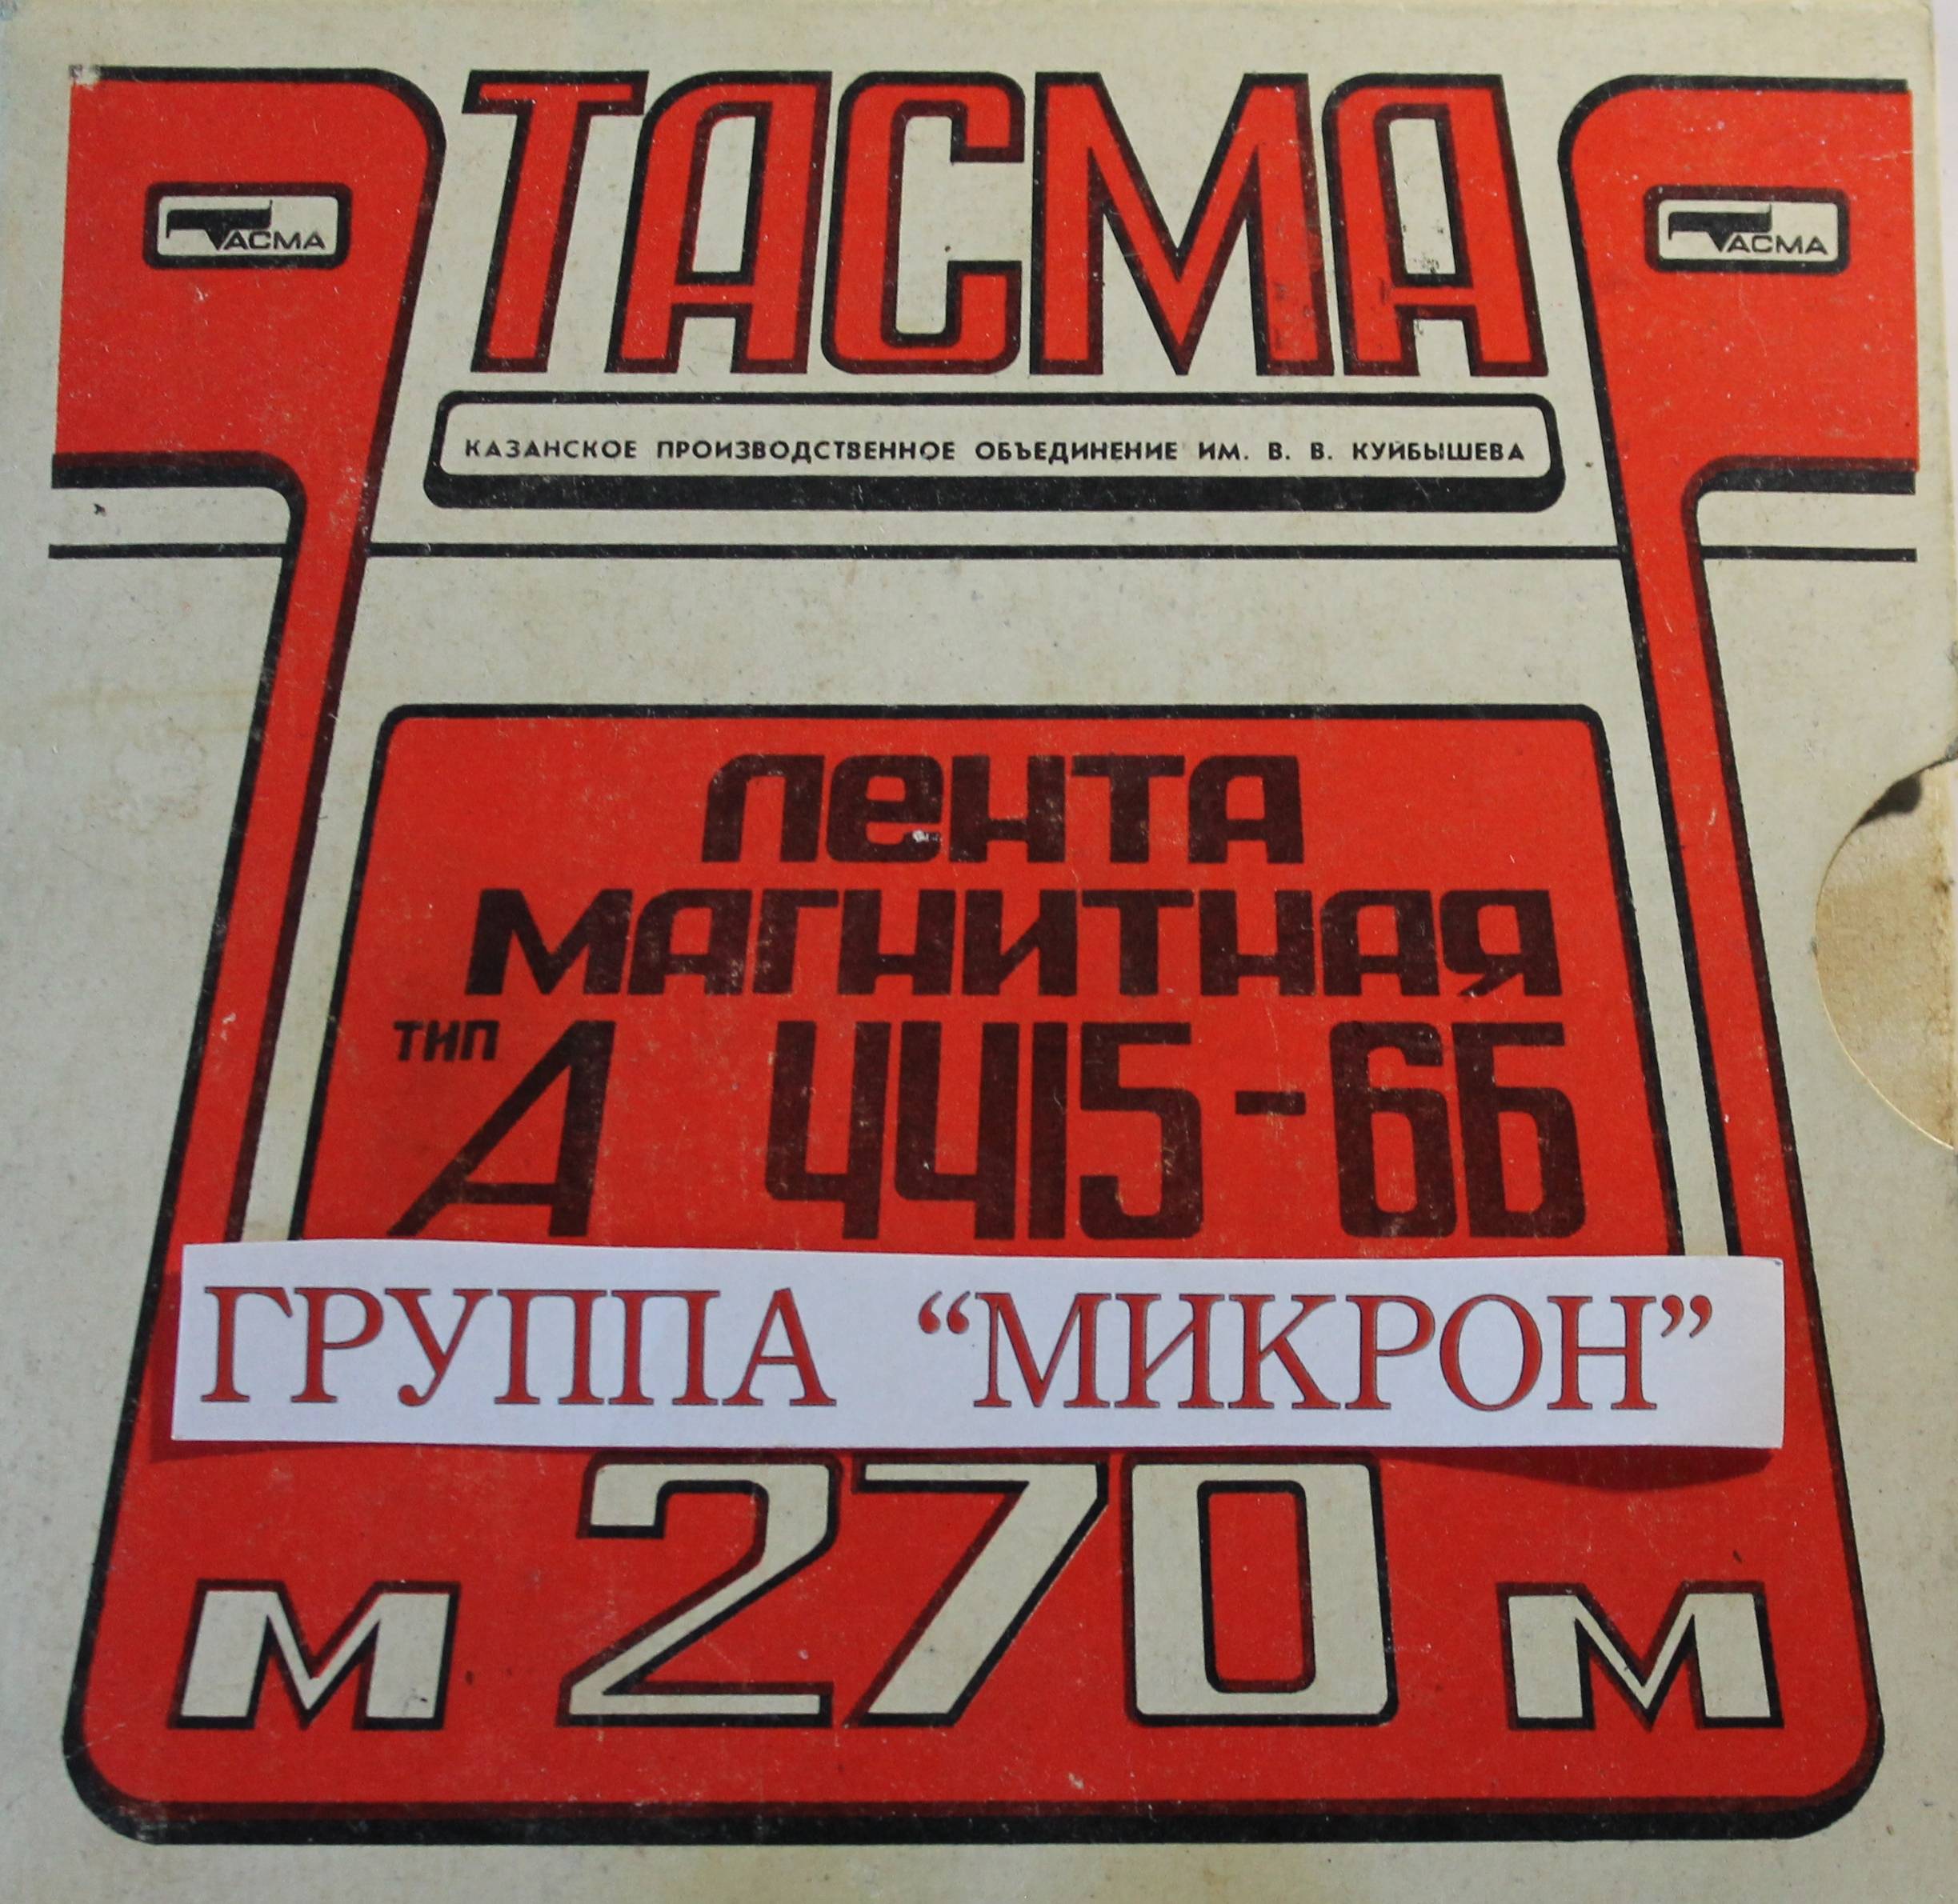 ТАСМА
ТАСМА
ТАСМА
КАЗАНСКОЕ ПРОИЗВОДСТВЕННОЕ ОБЪЕДИНЕНИЕ ИМ. В. В. КУЙБЫШЕВА
лента
магнитная
тип А 4415-6Б
ГРУППА “МИКРОН”
м 270 м